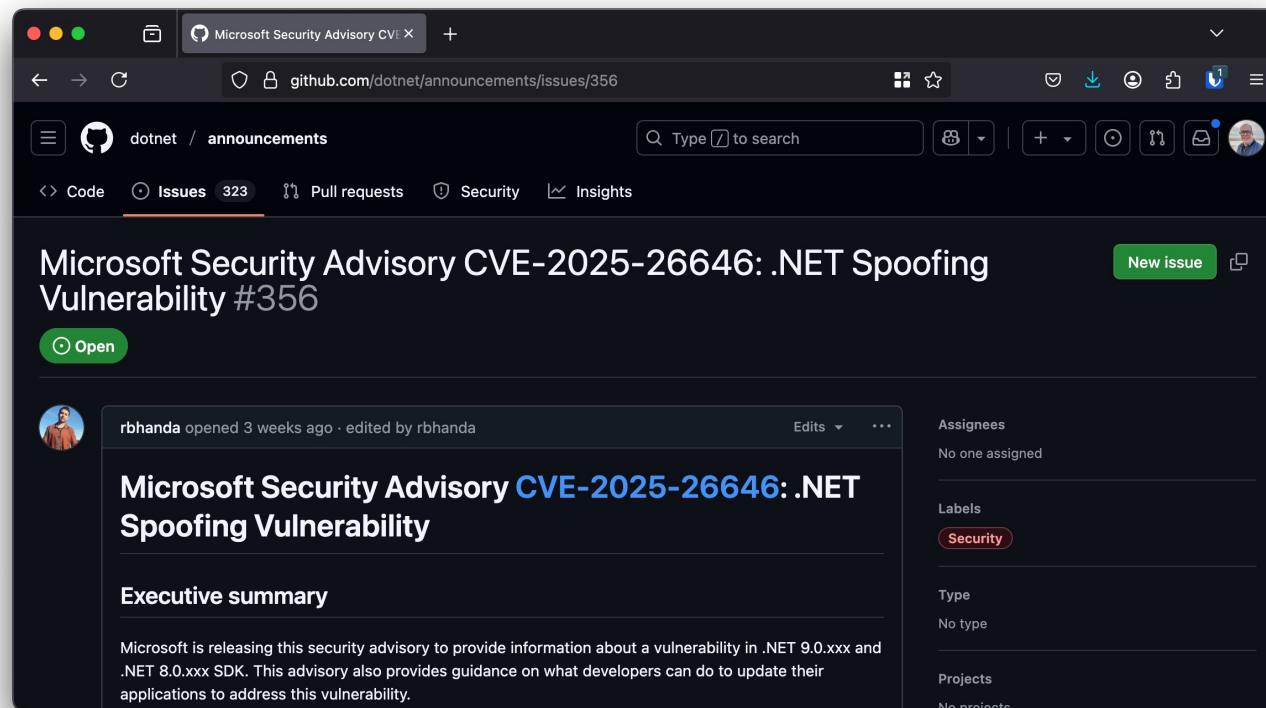 Microsoft Security Advisory CVE
github.com/dotnet/announcements/issues/356
1
dotnet / announcements
Type / to search
Code
Issues 323
Pull requests
Security
Insights
Microsoft Security Advisory CVE-2025-26646: .NET Spoofing
Vulnerability #356
New issue
Open
rbhanda opened 3 weeks ago · edited by rbhanda
Edits
Microsoft Security Advisory CVE-2025-26646: .NET
Spoofing Vulnerability
Executive summary
Microsoft is releasing this security advisory to provide information about a vulnerability in .NET 9.0.xxx and
.NET 8.0.xxx SDK. This advisory also provides guidance on what developers can do to update their
applications to address this vulnerability.
Assignees
No one assigned
Labels
Security
Type
No type
Projects
No projects